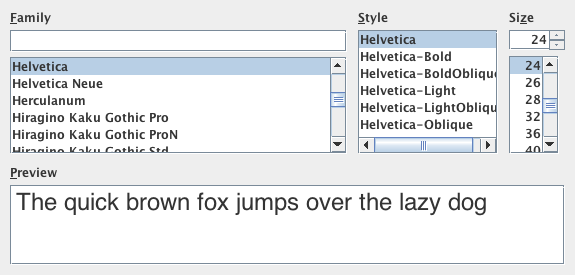 Family
Helvetica
Helvetica Neue
Herculanum
Hiragino Kaku Gothic Pro
Hiragino Kaku Gothic ProN
Hiragino Kaku Gothic Std
Style
Helvetica
Helvetica-Bold
Helvetica-BoldOblique
Helvetica-Light
Helvetica-LightObliqu
Helvetica-Oblique
Size
24
24
26
28
32
36
40
Preview
The quick brown fox jumps over the lazy dog